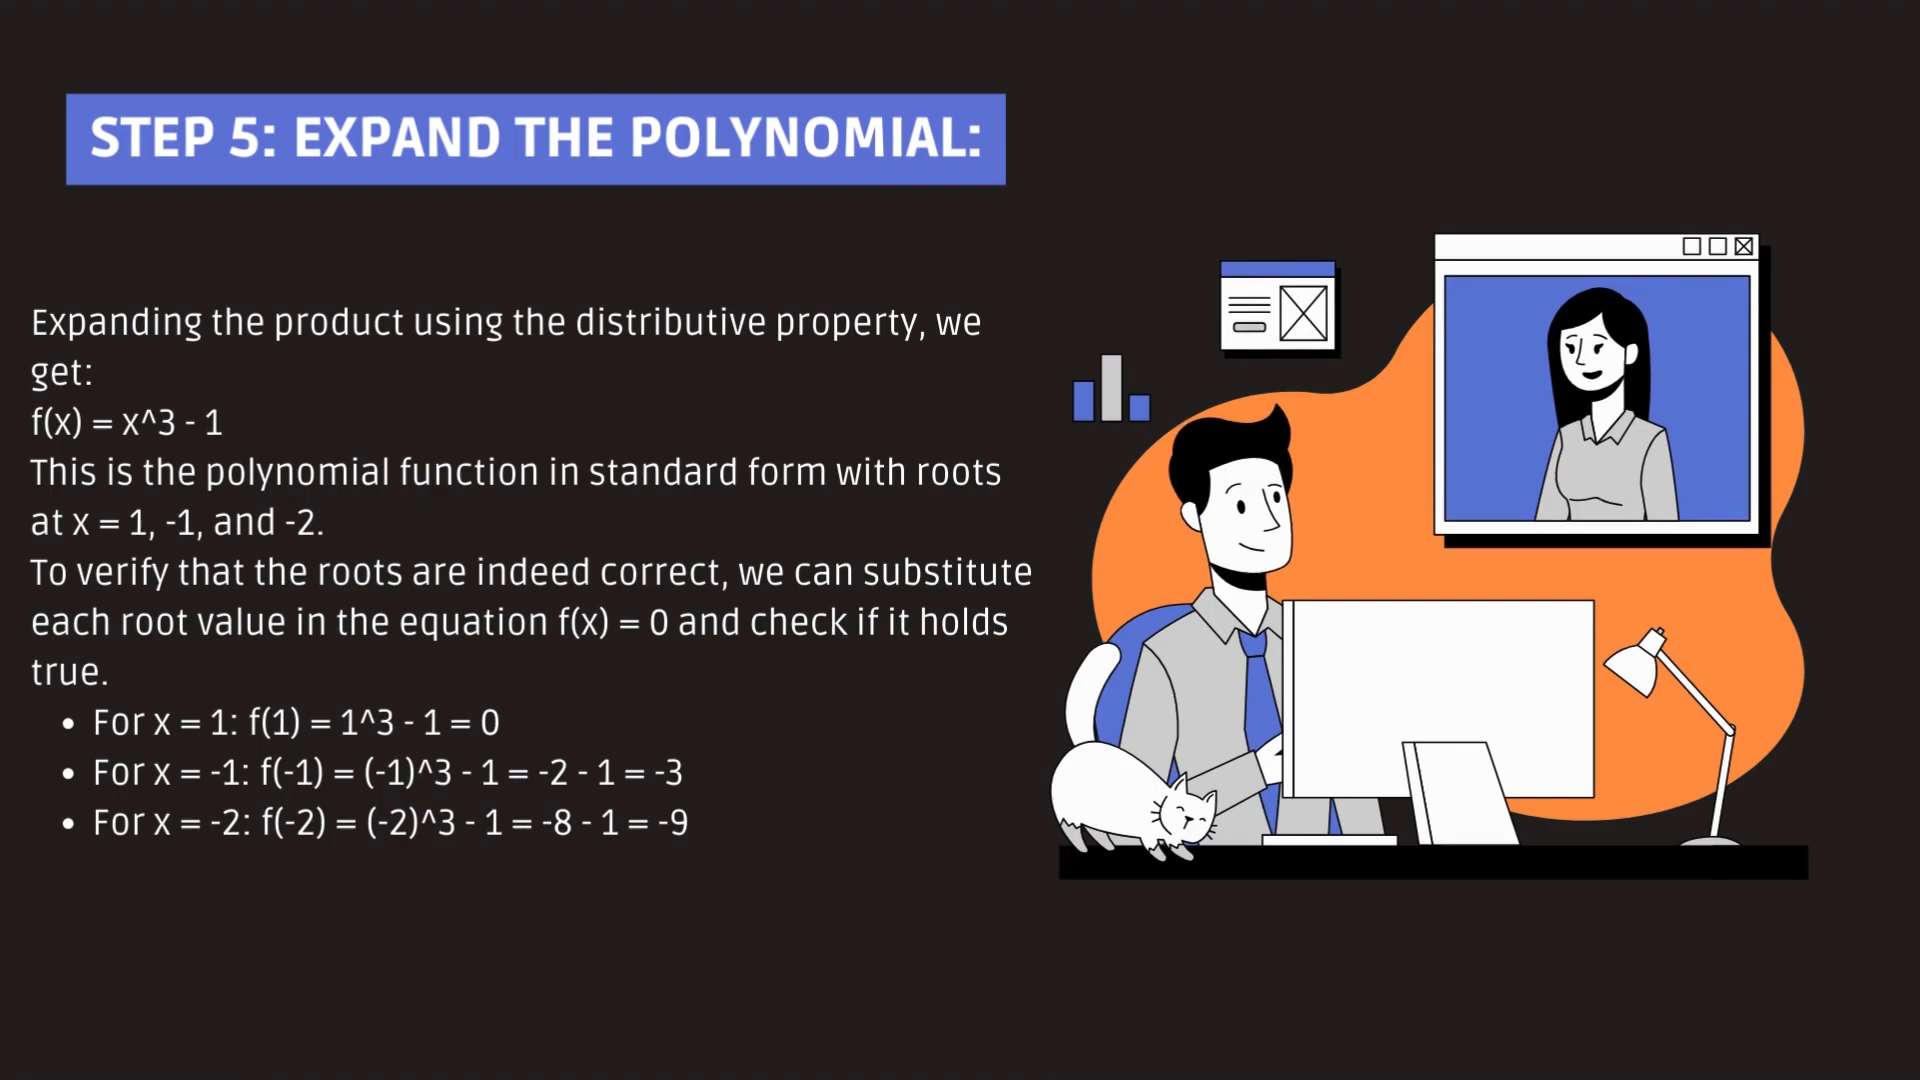 STEP 5: EXPAND THE POLYNOMIAL:
Expanding the product using the distributive property, we
get:
f(x) = x^3 - 1
This is the polynomial function in standard form with roots
at x = 1, -1, and -2.
To verify that the roots are indeed correct, we can substitute
each root value in the equation f(x) = 0 and check if it holds
true.
• For x = 1: f(1) = 1^3 - 1 = 0
• For x = -1: f(-1) = (-1)^3 - 1 = -2 - 1 = -3
• For x = -2: f(-2) = (-2)^3 - 1 = -8 - 1 = -9